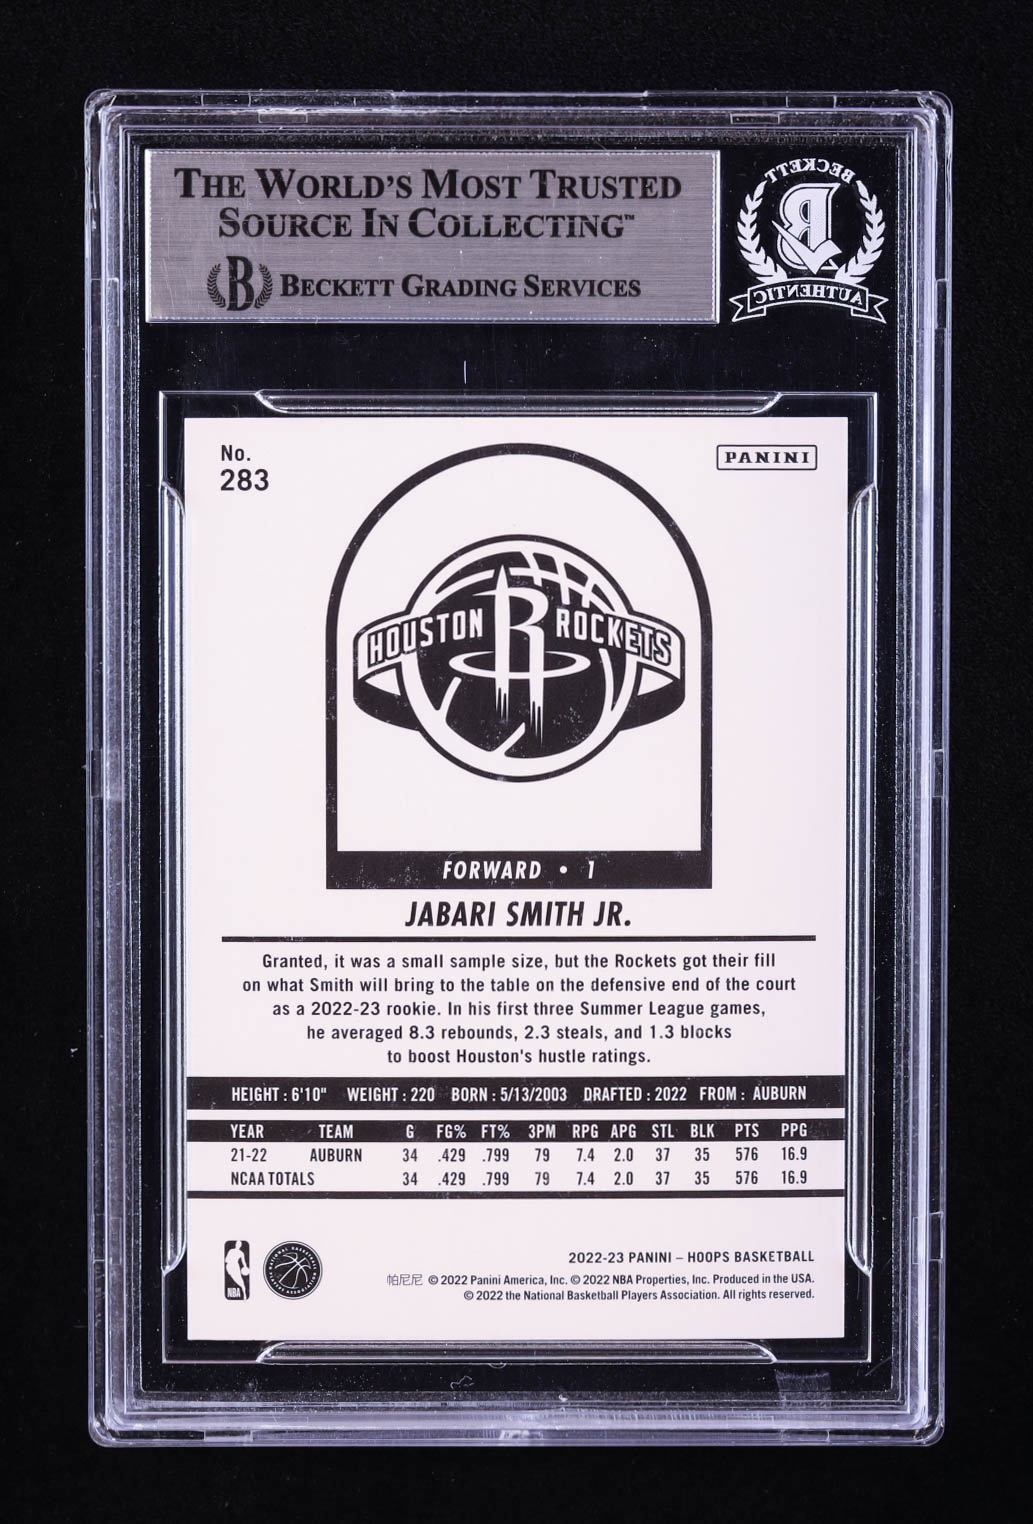 THE WORLD'S MOST TRUSTED
SOURCE IN COLLECTING™
B BECKETT GRADING SERVICES
BECKETT
B
AUTHENTIC
No.
283
PANINI
HOUSTON R ROCKETS
FORWARD • 1
JABARI SMITH JR.
Granted, it was a small sample size, but the Rockets got their fill
on what Smith will bring to the table on the defensive end of the court
as a 2022-23 rookie. In his first three Summer League games,
he averaged 8.3 rebounds, 2.3 steals, and 1.3 blocks
to boost Houston's hustle ratings.
HEIGHT : 6'10" WEIGHT : 220 BORN : 5/13/2003 DRAFTED : 2022 FROM : AUBURN
YEAR TEAM G FG% FT% 3PM RPG APG STL BLK PTS PPG
21-22 AUBURN 34 .429 .799 79 7.4 2.0 37 35 576 16.9
NCAA TOTALS 34 .429 .799 79 7.4 2.0 37 35 576 16.9
NBA
NATIONAL BASKETBALL PLAYERS ASSOCIATION
2022-23 PANINI – HOOPS BASKETBALL
帕尼尼 © 2022 Panini America, Inc. © 2022 NBA Properties, Inc. Produced in the USA.
© 2022 the National Basketball Players Association. All rights reserved.